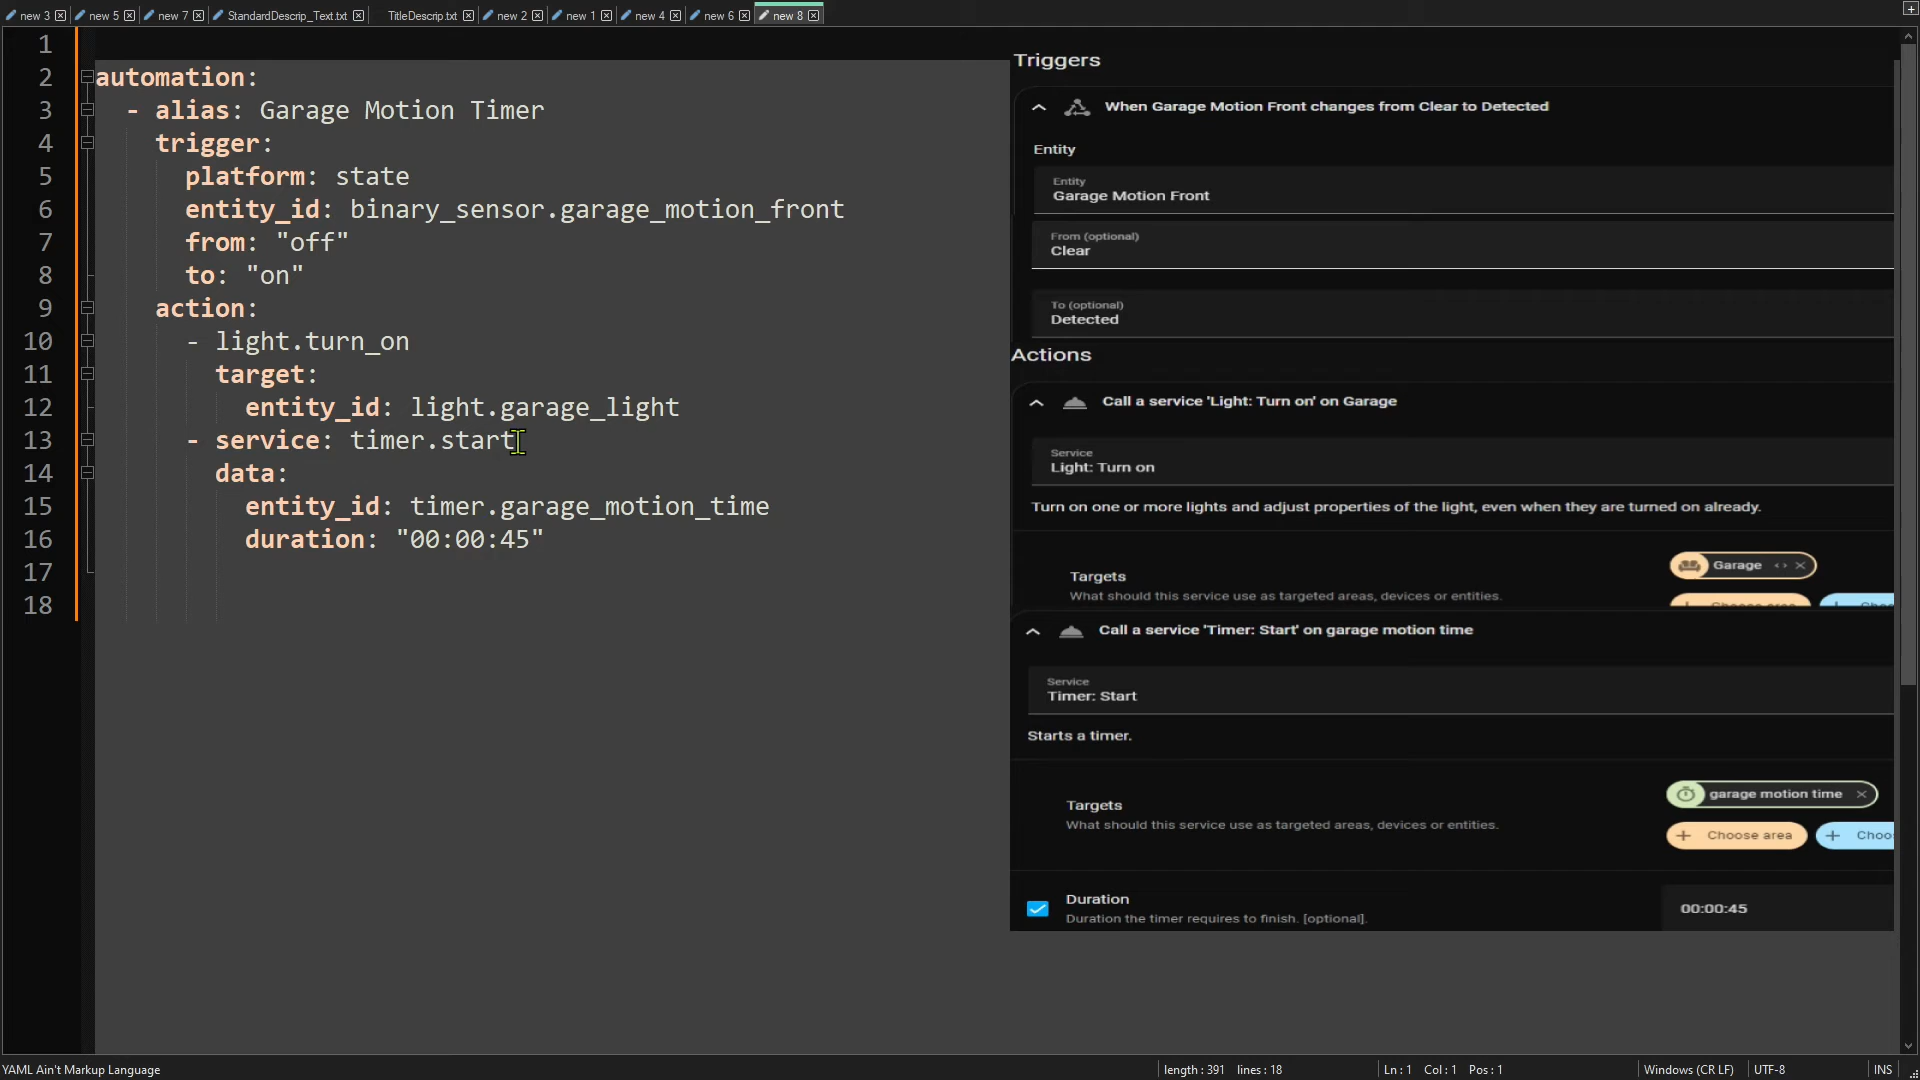 new 3 new 5 new 7 StandardDescrip_Text.txt TitleDescrip.txt new 2 new 1 new 4 new 6 new 8
1
2 automation:
3 - alias: Garage Motion Timer
4 trigger:
5 platform: state
6 entity_id: binary_sensor.garage_motion_front
7 from: "off"
8 to: "on"
9 action:
10 - light.turn_on
11 target:
12 entity_id: light.garage_light
13 - service: timer.start
14 data:
15 entity_id: timer.garage_motion_time
16 duration: "00:00:45"
17
18
Triggers
When Garage Motion Front changes from Clear to Detected
Entity
Entity
Garage Motion Front
From (optional)
Clear
To (optional)
Detected
Actions
Call a service 'Light: Turn on' on Garage
Service
Light: Turn on
Turn on one or more lights and adjust properties of the light, even when they are turned on already.
Targets
Garage
What should this service use as targeted areas, devices or entities.
Call a service 'Timer: Start' on garage motion time
Service
Timer: Start
Starts a timer.
Targets
garage motion time
What should this service use as targeted areas, devices or entities.
+ Choose area
+ Choo
Duration
Duration the timer requires to finish. [optional].
00:00:45
YAML Ain't Markup Language length : 391 lines : 18 Ln : 1 Col : 1 Pos : 1 Windows (CR LF) UTF-8 INS